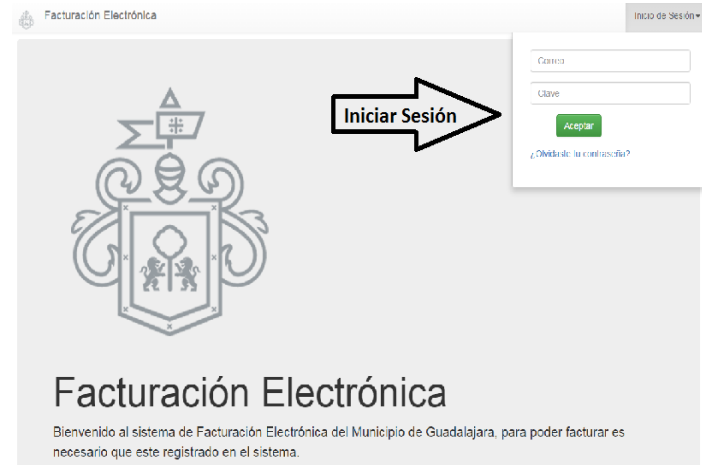 Facturación Electrónica
Inicio de Sesión
Correo
Clave
Iniciar Sesión
Aceptar
¿Olvidaste tu contraseña?
Facturación Electrónica
Bienvenido al sistema de Facturación Electrónica del Municipio de Guadalajara, para poder facturar es
necesario que este registrado en el sistema.